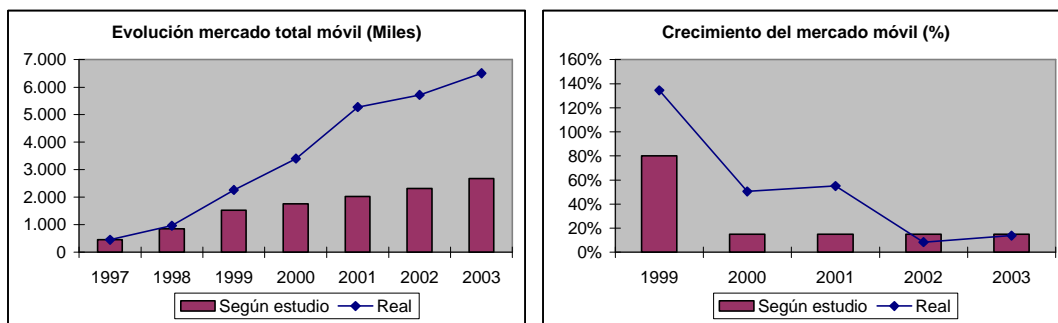 Evolución mercado total móvil (Miles)
7.000
6.000
5.000
4.000
3.000
2.000
1.000
0
1997 1998 1999 2000 2001 2002 2003
Según estudio Real
Crecimiento del mercado móvil (%)
160%
140%
120%
100%
80%
60%
40%
20%
0%
1999 2000 2001 2002 2003
Según estudio Real